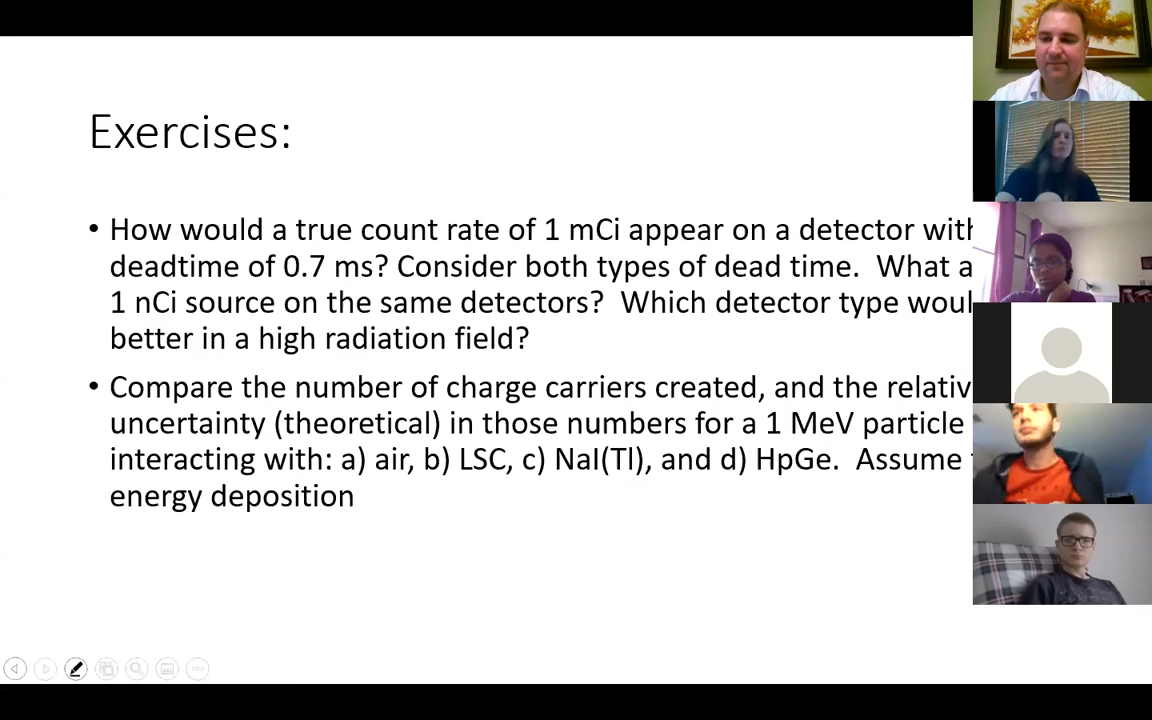 Exercises:
• How would a true count rate of 1 mCi appear on a detector with
deadtime of 0.7 ms? Consider both types of dead time. What a
1 nCi source on the same detectors? Which detector type woul
better in a high radiation field?
• Compare the number of charge carriers created, and the relativ
uncertainty (theoretical) in those numbers for a 1 MeV particle
interacting with: a) air, b) LSC, c) NaI(Tl), and d) HpGe. Assume
energy deposition